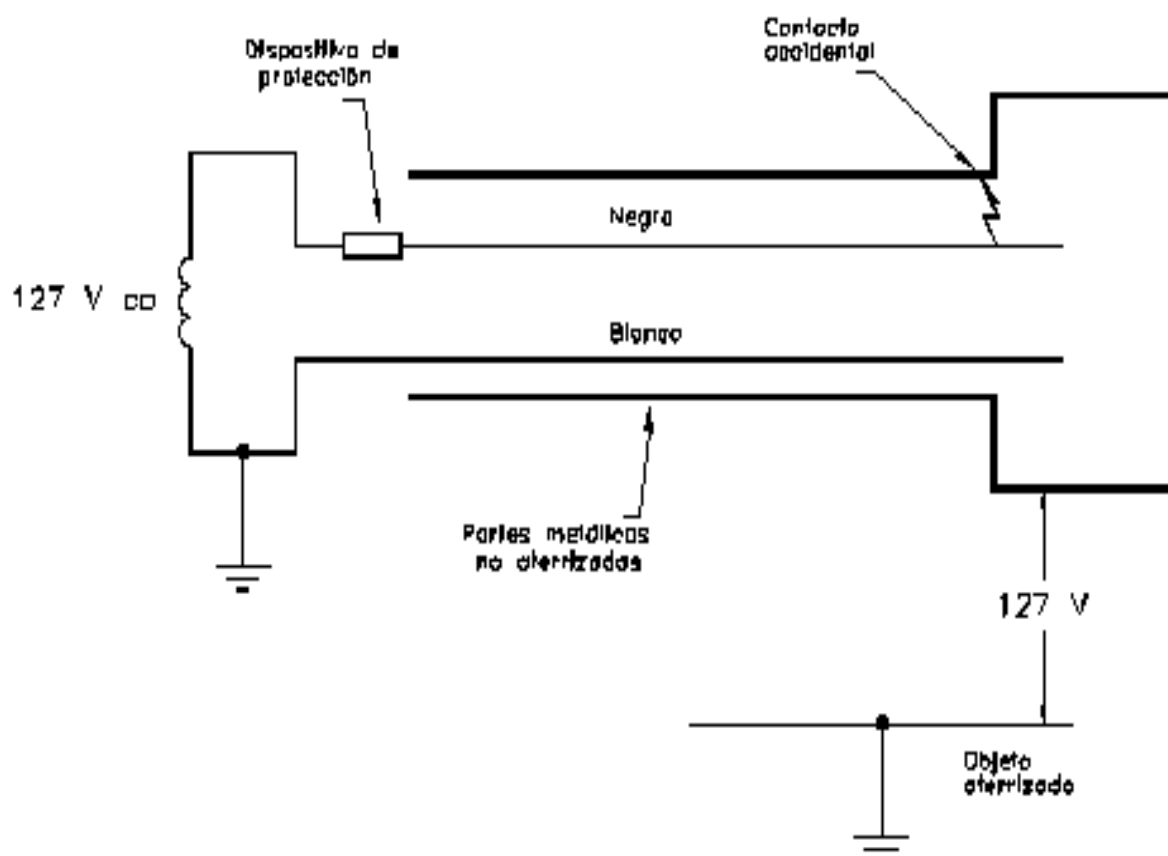 Dispositivo de
protección
Contacto
accidental
Negro
127 V ca
Blanco
Partes metálicas
no aterrizadas
127 V
Objeto
aterrizado